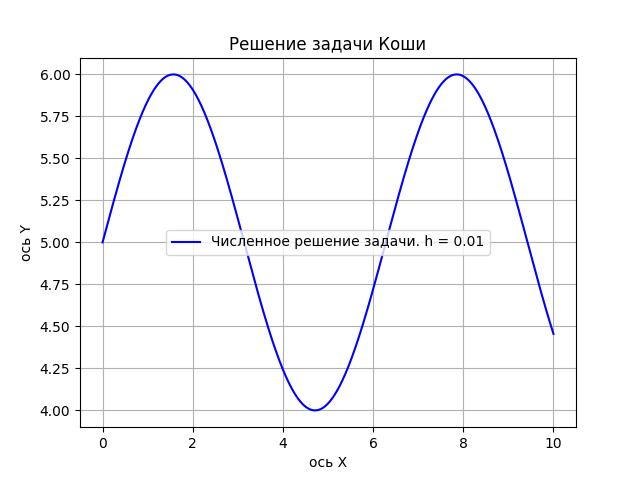 Решение задачи Коши
6.00
5.75
5.50
5.25
5.00
4.75
4.50
4.25
4.00
ось Y
Численное решение задачи. h = 0.01
0 2 4 6 8 10
ось X